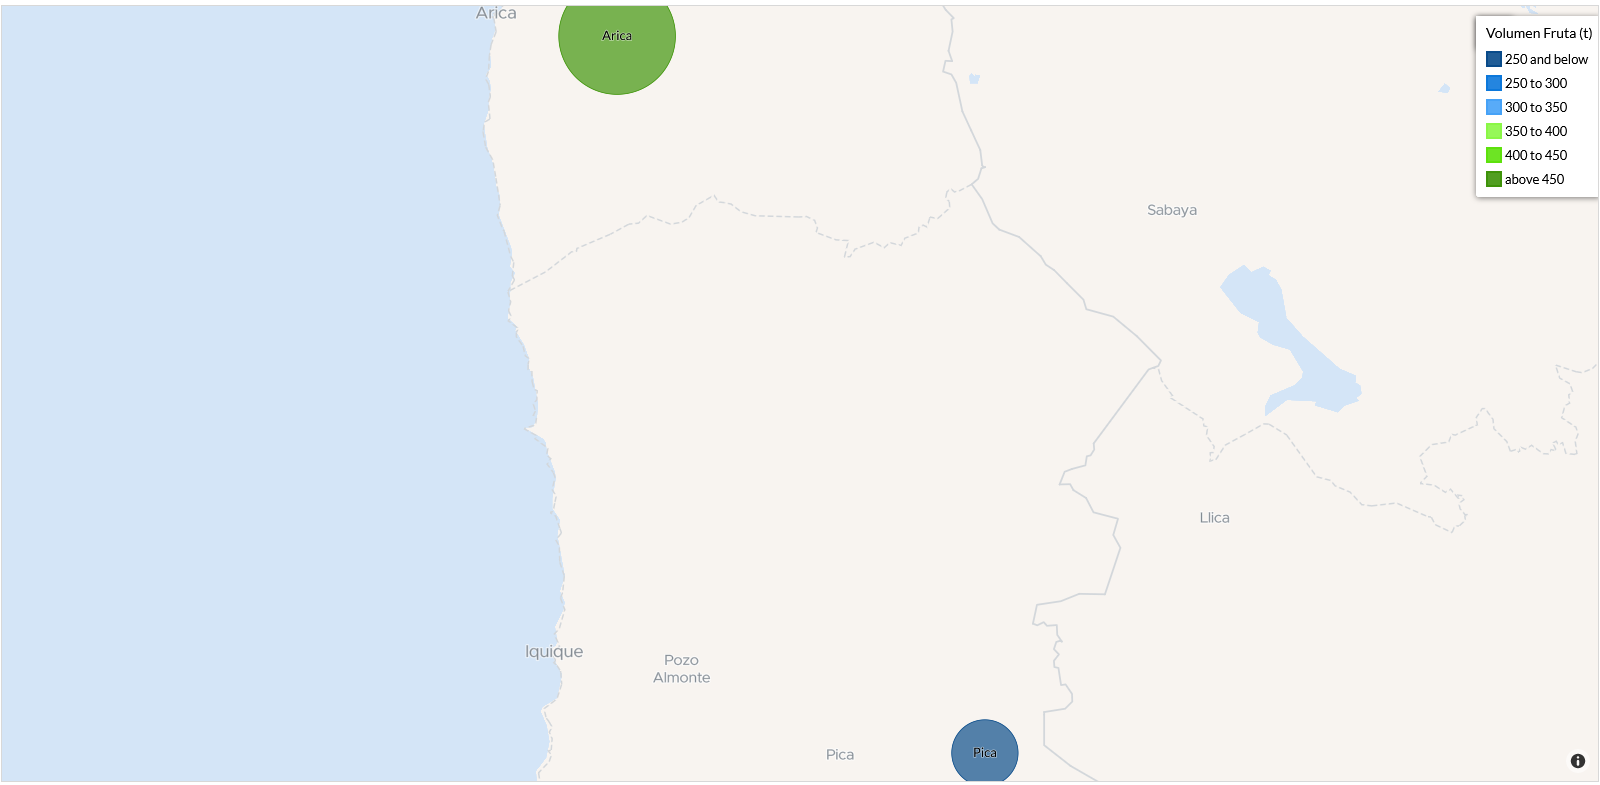 Arica
Arica
Volumen Fruta (t)
250 and below
250 to 300
300 to 350
350 to 400
400 to 450
above 450
Sabaya
Llica
Iquique
Pozo
Almonte
Pica
Pica